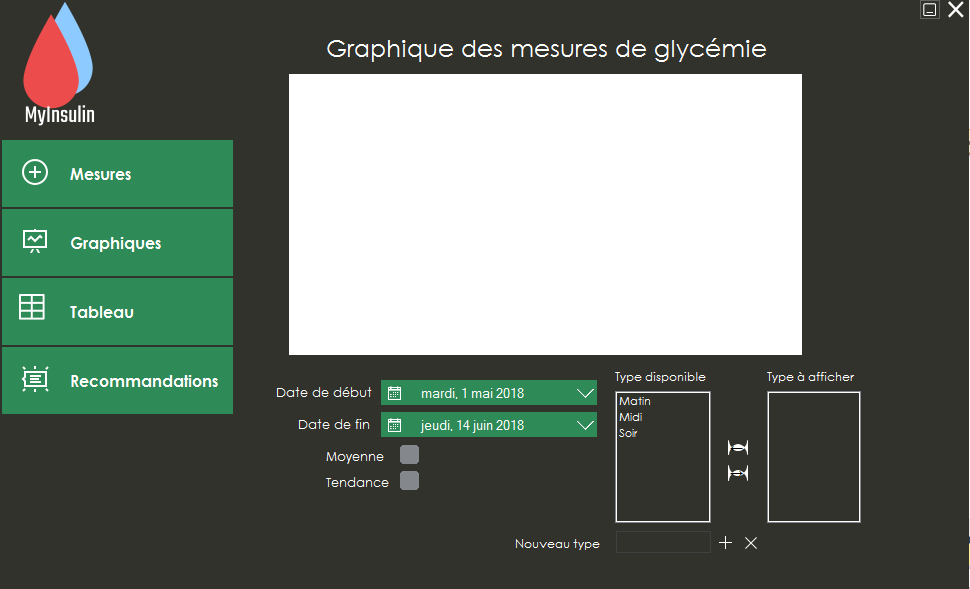 MyInsulin
Mesures
Graphiques
Tableau
Recommandations
Graphique des mesures de glycémie
Date de début mardi, 1 mai 2018
Date de fin jeudi, 14 juin 2018
Moyenne
Tendance
Type disponible
Matin
Midi
Soir
Type à afficher
Nouveau type